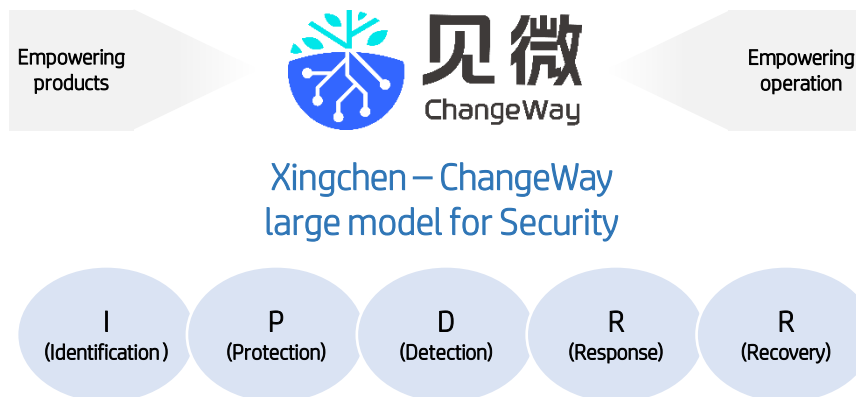 Empowering
products
见微
ChangeWay
Empowering
operation
Xingchen – ChangeWay
large model for Security
I
(Identification)
P
(Protection)
D
(Detection)
R
(Response)
R
(Recovery)